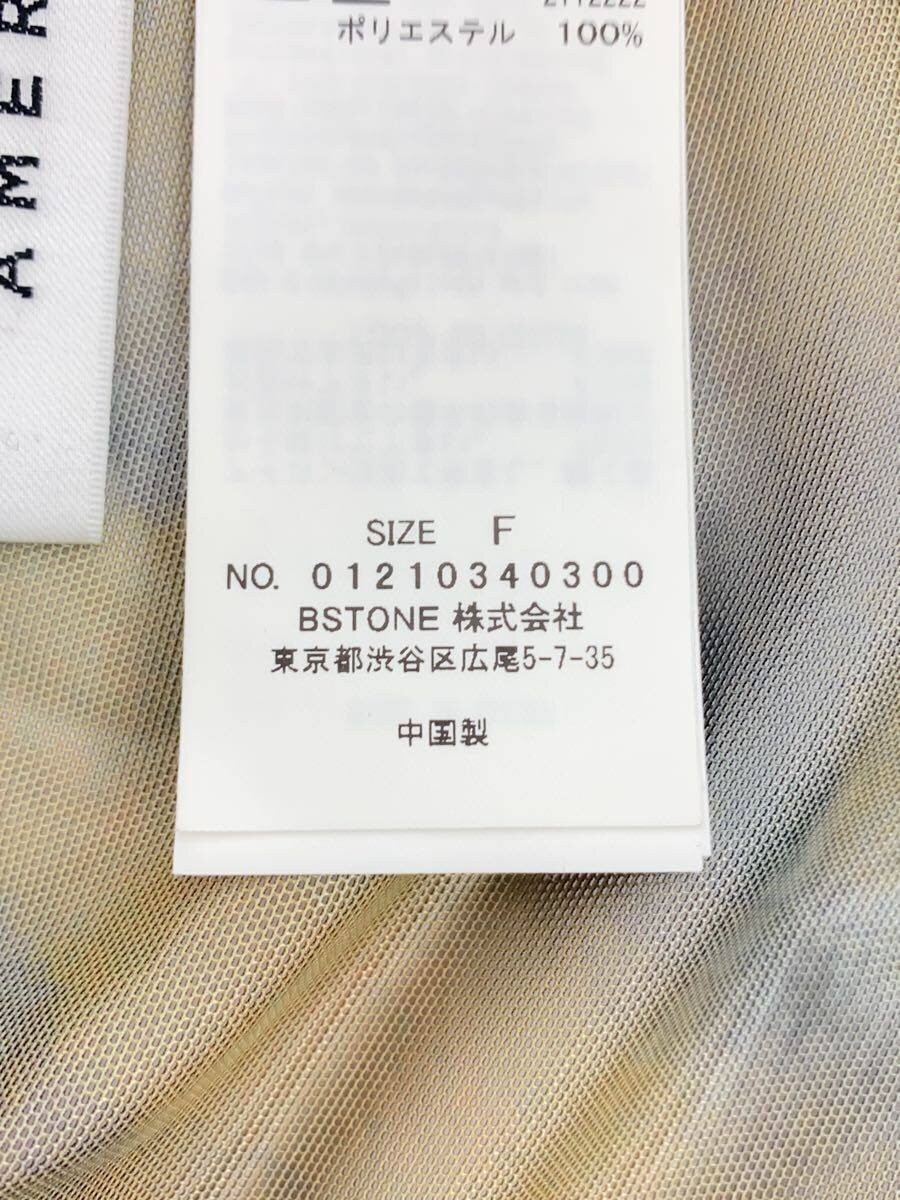 AMER
ポリエステル 100%
SIZE F
NO. 01210340300
BSTONE 株式会社
東京都渋谷区広尾5-7-35
中国製